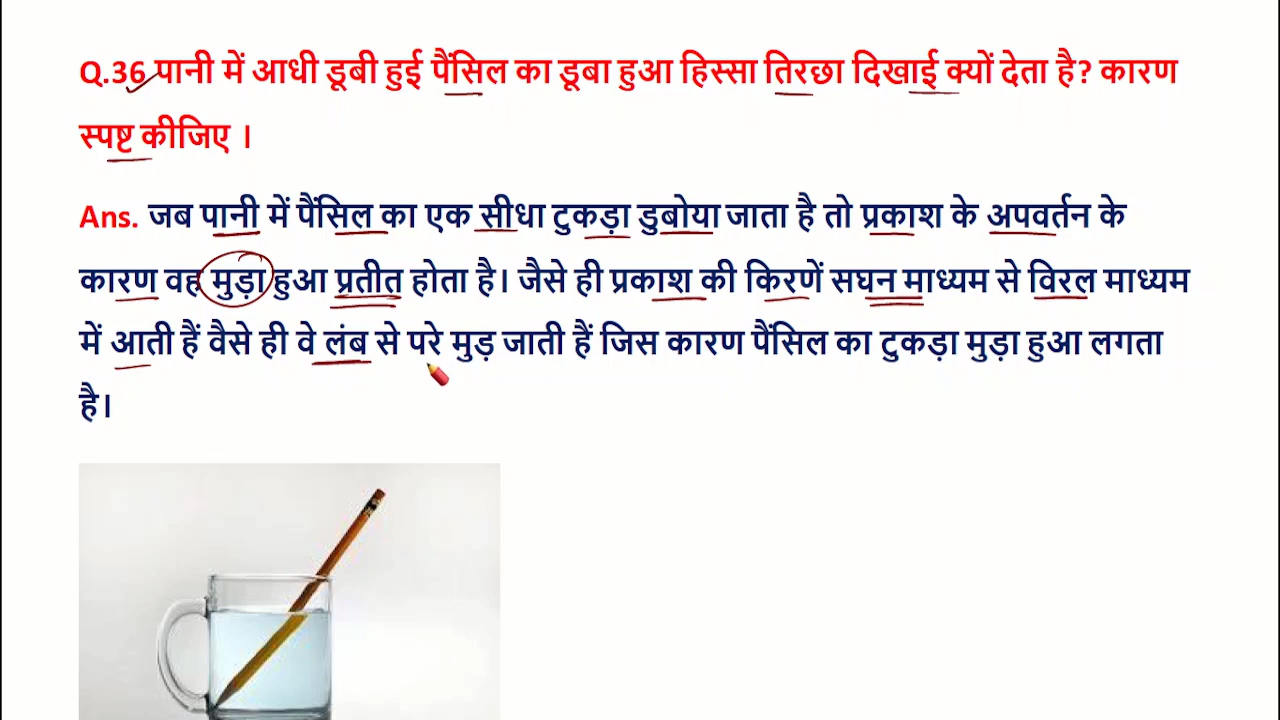 Q.36 पानी में आधी डूबी हुई पैंसिल का डूबा हुआ हिस्सा तिरछा दिखाई क्यों देता है? कारण
स्पष्ट कीजिए ।
Ans. जब पानी में पैंसिल का एक सीधा टुकड़ा डुबोया जाता है तो प्रकाश के अपवर्तन के
कारण वह मुड़ा हुआ प्रतीत होता है। जैसे ही प्रकाश की किरणें सघन माध्यम से विरल माध्यम
में आती हैं वैसे ही वे लंब से परे मुड़ जाती हैं जिस कारण पैंसिल का टुकड़ा मुड़ा हुआ लगता
है।